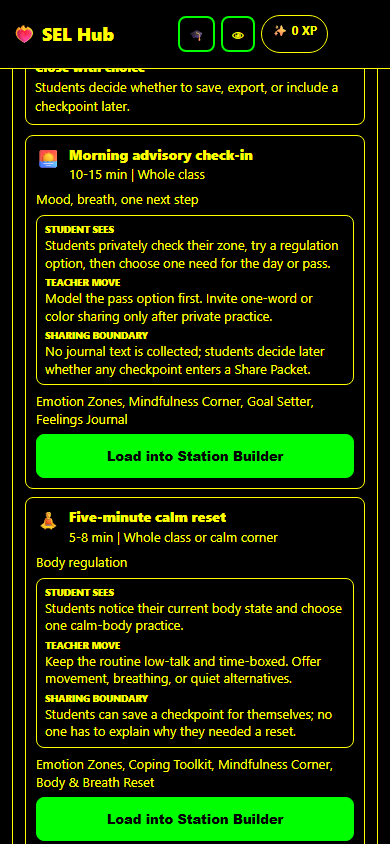 SEL Hub
0 XP
Close with choice
Students decide whether to save, export, or include a
checkpoint later.
Morning advisory check-in
10-15 min | Whole class
Mood, breath, one next step
STUDENT SEES
Students privately check their zone, try a regulation
option, then choose one need for the day or pass.
TEACHER MOVE
Model the pass option first. Invite one-word or
color sharing only after private practice.
SHARING BOUNDARY
No journal text is collected; students decide later
whether any checkpoint enters a Share Packet.
Emotion Zones, Mindfulness Corner, Goal Setter,
Feelings Journal
Load into Station Builder
Five-minute calm reset
5-8 min | Whole class or calm corner
Body regulation
STUDENT SEES
Students notice their current body state and choose
one calm-body practice.
TEACHER MOVE
Keep the routine low-talk and time-boxed. Offer
movement, breathing, or quiet alternatives.
SHARING BOUNDARY
Students can save a checkpoint for themselves; no
one has to explain why they needed a reset.
Emotion Zones, Coping Toolkit, Mindfulness Corner,
Body & Breath Reset
Load into Station Builder